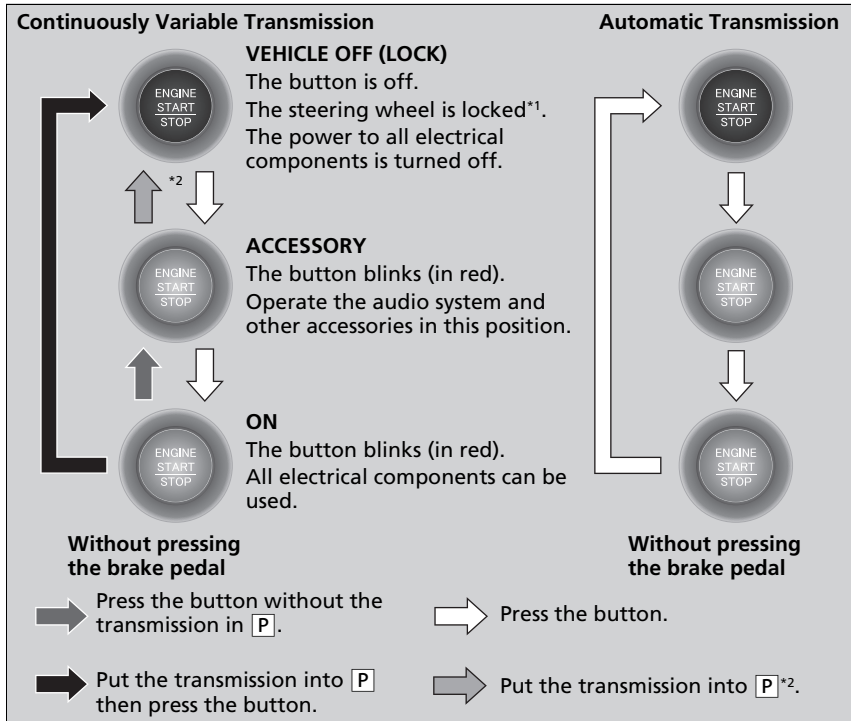 Continuously Variable Transmission
Automatic Transmission
ENGINE
START
STOP
VEHICLE OFF (LOCK)
The button is off.
The steering wheel is locked*1.
The power to all electrical
components is turned off.
ENGINE
START
STOP
*2
ENGINE
START
STOP
ACCESSORY
The button blinks (in red).
Operate the audio system and
other accessories in this position.
ENGINE
START
STOP
ENGINE
START
STOP
ON
The button blinks (in red).
All electrical components can be
used.
ENGINE
START
STOP
Without pressing
the brake pedal
Without pressing
the brake pedal
Press the button without the
transmission in P.
Press the button.
Put the transmission into P
then press the button.
Put the transmission into P*2.